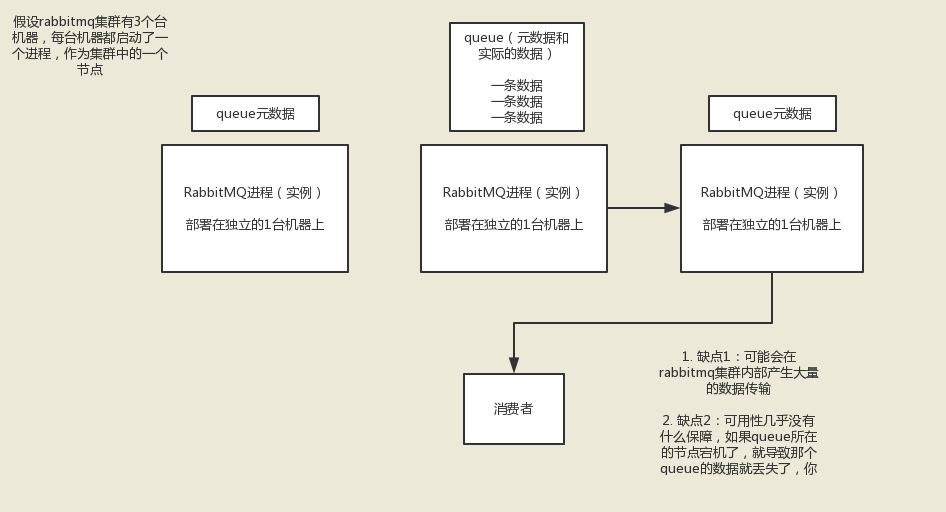 假设rabbitmq集群有3个台
机器，每台机器都启动了一
个进程，作为集群中的一个
节点
queue（元数据和
实际的数据）
一条数据
一条数据
一条数据
queue元数据
queue元数据
RabbitMQ进程（实例）
部署在独立的1台机器上
RabbitMQ进程（实例）
部署在独立的1台机器上
RabbitMQ进程（实例）
部署在独立的1台机器上
消费者
1. 缺点1：可能会在
rabbitmq集群内部产生大量
的数据传输
2. 缺点2：可用性几乎没有
什么保障，如果queue所在
的节点宕机了，就导致那个
queue的数据就丢失了，你